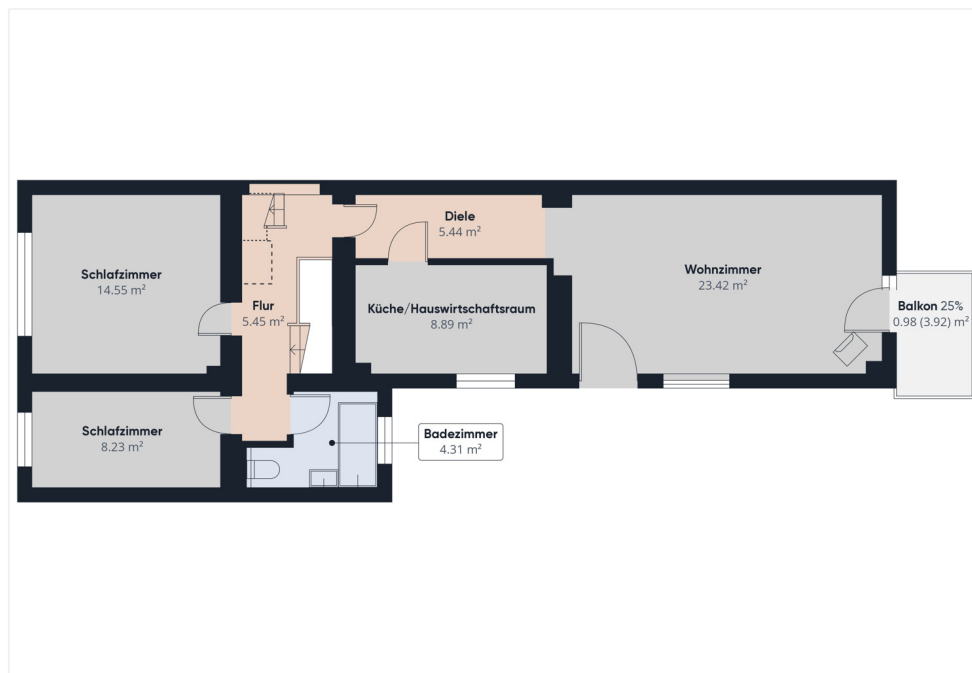 Diele
5.44 m²
Schlafzimmer
14.55 m²
Wohnzimmer
23.42 m²
Flur
5.45 m²
Küche/Hauswirtschaftsraum
8.89 m²
Balkon 25%
0.98 (3.92) m²
Schlafzimmer
8.23 m²
Badezimmer
4.31 m²